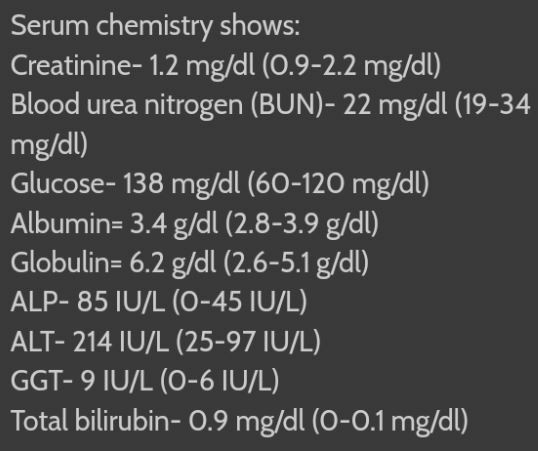 Serum chemistry shows:
Creatinine- 1.2 mg/dl (0.9-2.2 mg/dl)
Blood urea nitrogen (BUN)- 22 mg/dl (19-34
mg/dl)
Glucose- 138 mg/dl (60-120 mg/dl)
Albumin= 3.4 g/dl (2.8-3.9 g/dl)
Globulin= 6.2 g/dl (2.6-5.1 g/dl)
ALP- 85 IU/L (0-45 IU/L)
ALT- 214 IU/L (25-97 IU/L)
GGT- 9 IU/L (0-6 IU/L)
Total bilirubin- 0.9 mg/dl (0-0.1 mg/dl)